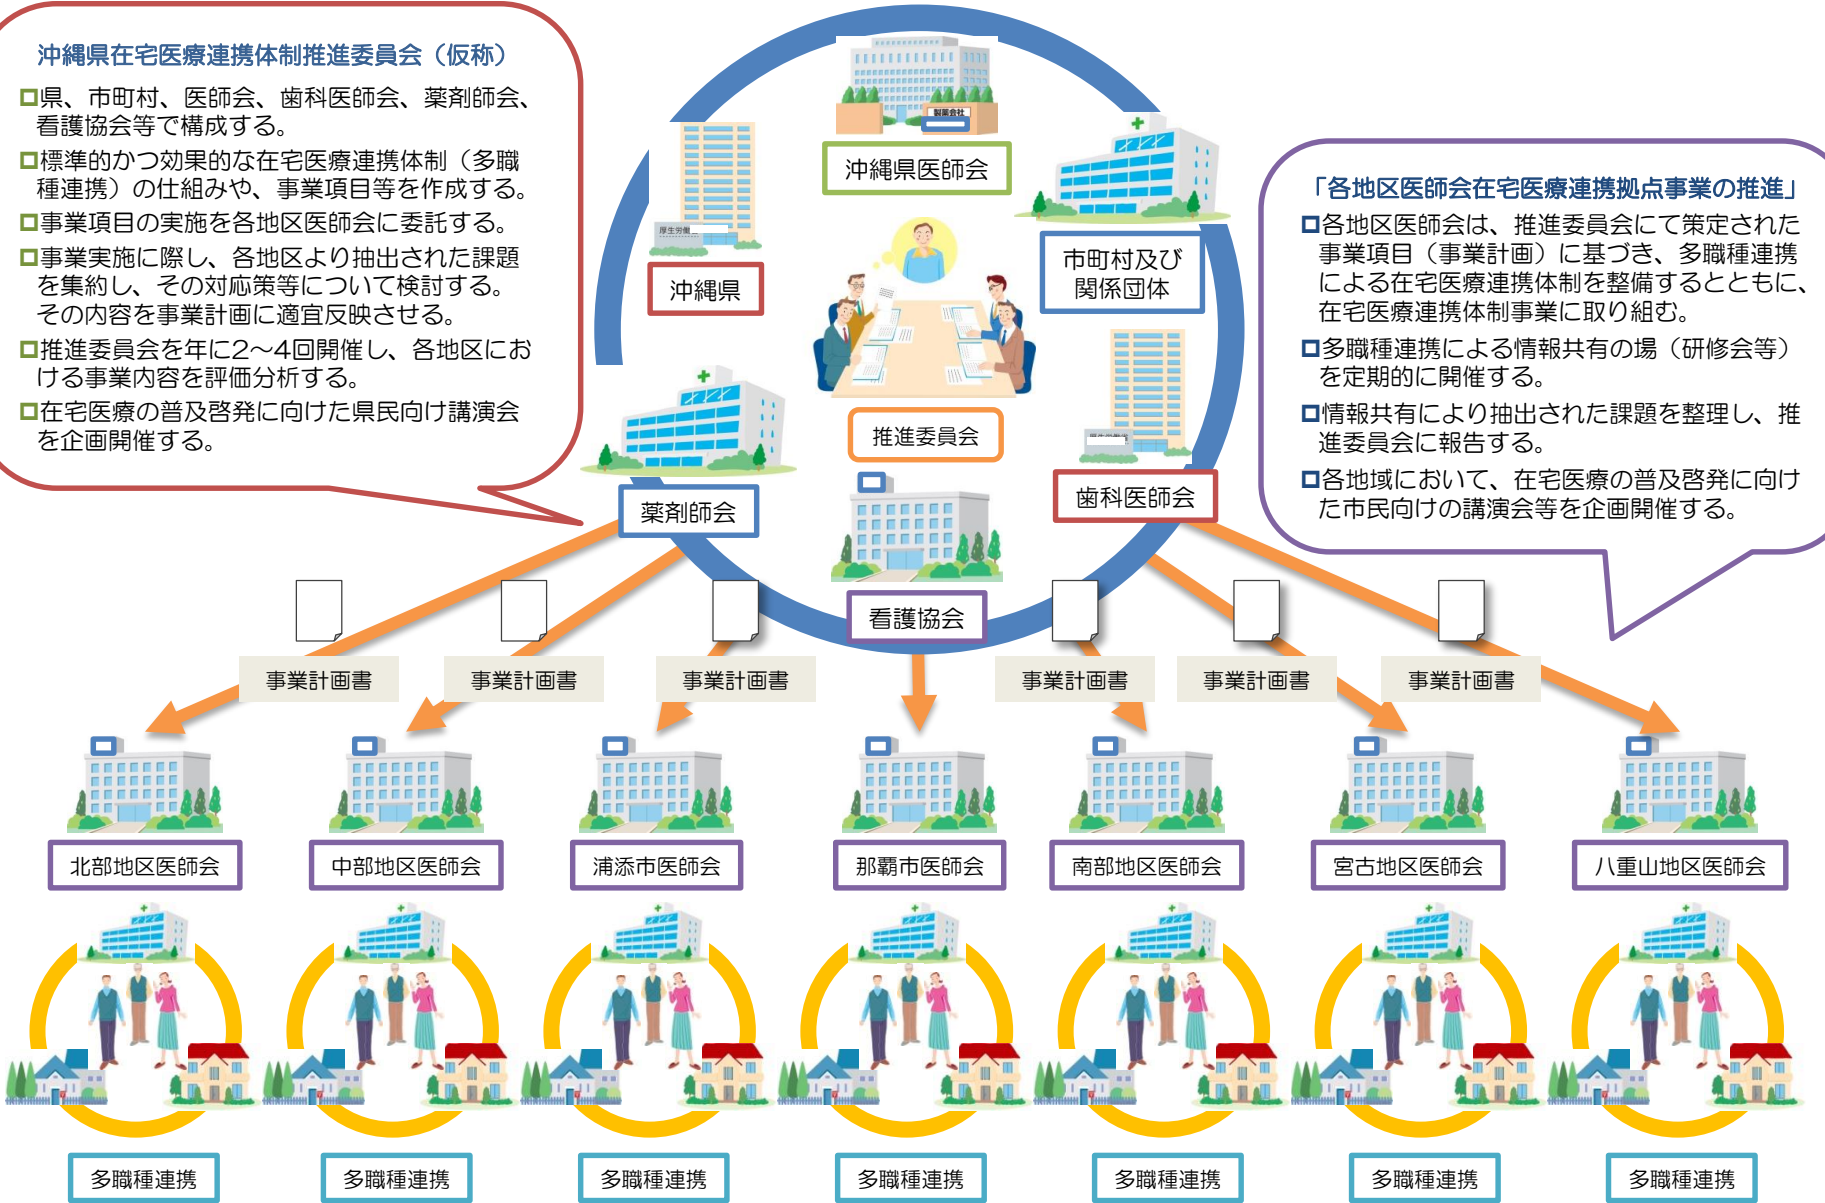 沖縄県在宅医療連携体制推進委員会（仮称）
県、市町村、医師会、歯科医師会、薬剤師会、
看護協会等で構成する。
標準的かつ効果的な在宅医療連携体制（多職
種連携）の仕組みや、事業項目等を作成する。
事業項目の実施を各地区医師会に委託する。
事業実施に際し、各地区より抽出された課題
を集約し、その対応策等について検討する。
その内容を事業計画に適宜反映させる。
推進委員会を年に2～4回開催し、各地区にお
ける事業内容を評価分析する。
在宅医療の普及啓発に向けた県民向け講演会
を企画開催する。
製薬会社
沖縄県医師会
厚生労働
沖縄県
市町村及び
関係団体
推進委員会
薬剤師会
歯科医師会
看護協会
「各地区医師会在宅医療連携拠点事業の推進」
各地区医師会は、推進委員会にて策定された
事業項目（事業計画）に基づき、多職種連携
による在宅医療連携体制を整備するとともに、
在宅医療連携体制事業に取り組む。
多職種連携による情報共有の場（研修会等）
を定期的に開催する。
情報共有により抽出された課題を整理し、推
進委員会に報告する。
各地域において、在宅医療の普及啓発に向け
た市民向けの講演会等を企画開催する。
事業計画書
事業計画書
事業計画書
事業計画書
事業計画書
事業計画書
北部地区医師会
中部地区医師会
浦添市医師会
那覇市医師会
南部地区医師会
宮古地区医師会
八重山地区医師会
多職種連携
多職種連携
多職種連携
多職種連携
多職種連携
多職種連携
多職種連携